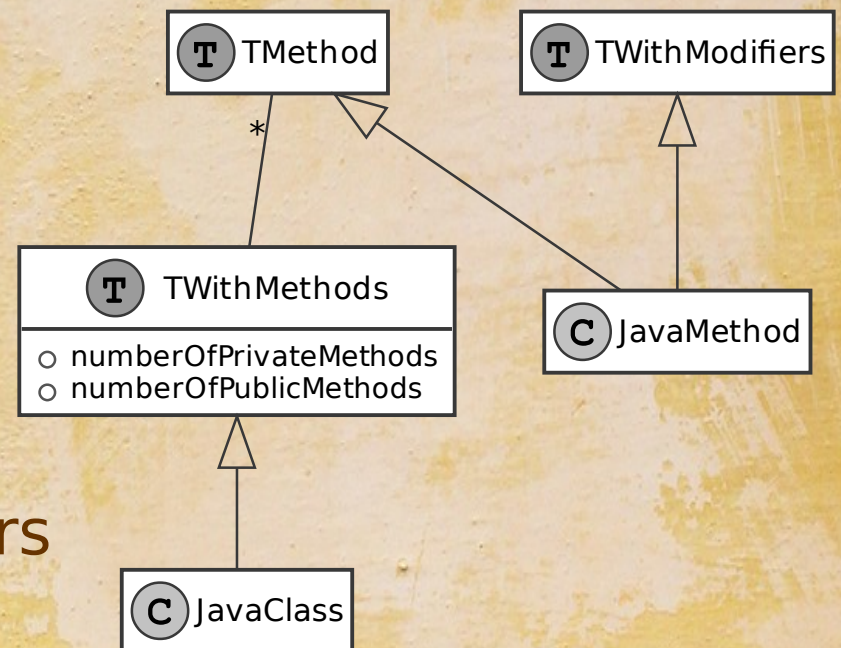 T TMethod
T TWithModifiers
*
T TWithMethods
numberOfPrivateMethods
numberOfPublicMethods
C JavaMethod
rs
C JavaClass